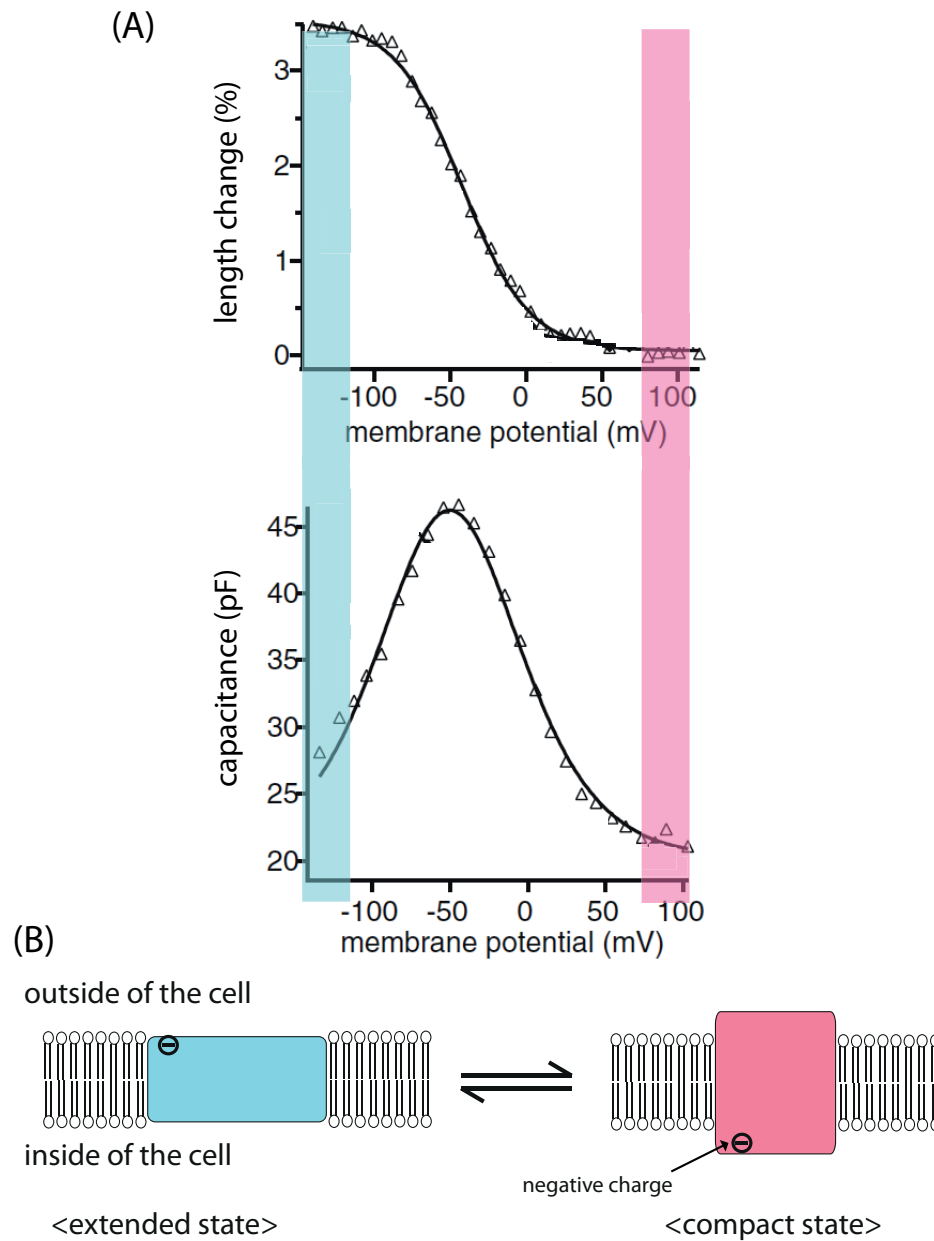 (A)
length change (%)
3
2
1
0
-100 -50 0 50 100
membrane potential (mV)
capacitance (pF)
45
40
35
30
25
20
-100 -50 0 50 100
membrane potential (mV)
(B)
outside of the cell
inside of the cell
negative charge
<extended state> <compact state>